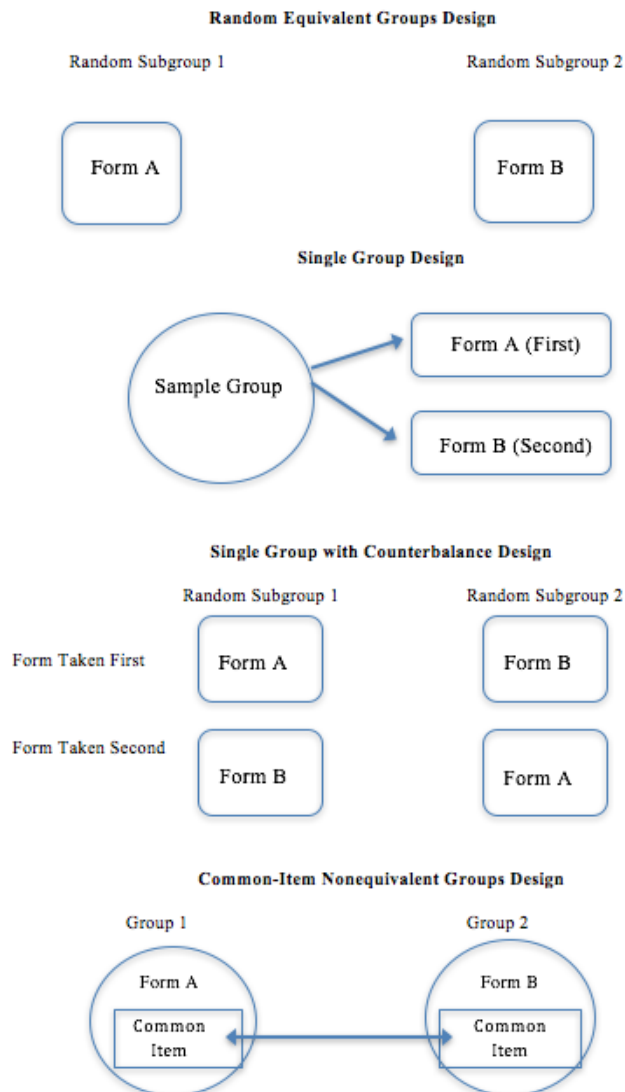 Random Equivalent Groups Design
Random Subgroup 1
Random Subgroup 2
Form A
Form B
Single Group Design
Sample Group
Form A (First)
Form B (Second)
Single Group with Counterbalance Design
Random Subgroup 1
Random Subgroup 2
Form Taken First
Form A
Form B
Form Taken Second
Form B
Form A
Common-Item Nonequivalent Groups Design
Group 1
Group 2
Form A
Form B
Common
Item
Common
Item